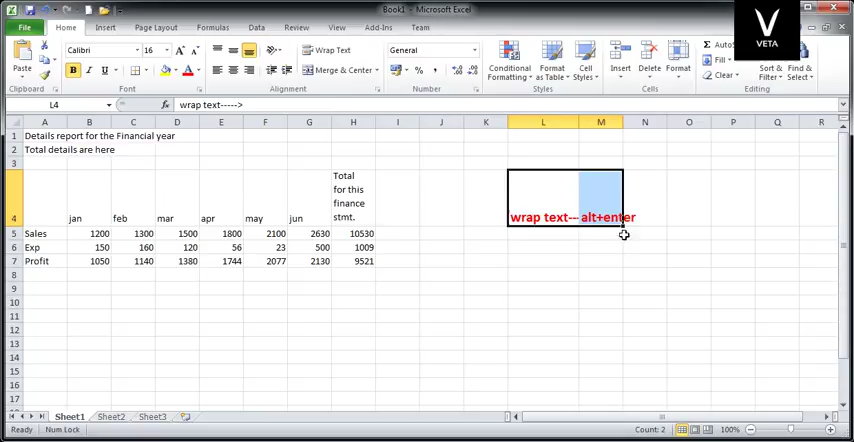 Book1 - Microsoft Excel
VETA
File Home Insert Page Layout Formulas Data Review View Add-Ins Team
Calibri 16 Wrap Text General Σ Auto
Paste B I U Merge & Center % , Conditional Formatting Format as Table Cell Styles Insert Delete Format Fill Clear Sort & Filter Find & Select
Clipboard Font Alignment Number Styles Cells Editing
L4 fx wrap text----->
A B C D E F G H I J K L M N O P Q R
1 Details report for the Financial year
2 Total details are here
3
4 jan feb mar apr may jun Total for this finance stmt. wrap text--- alt+enter
5 Sales 1200 1300 1500 1800 2100 2630 10530
6 Exp 150 160 120 56 23 500 1009
7 Profit 1050 1140 1380 1744 2077 2130 9521
8
9
10
11
12
13
14
15
16
17
Sheet1 Sheet2 Sheet3
Ready Num Lock Count: 2 100%